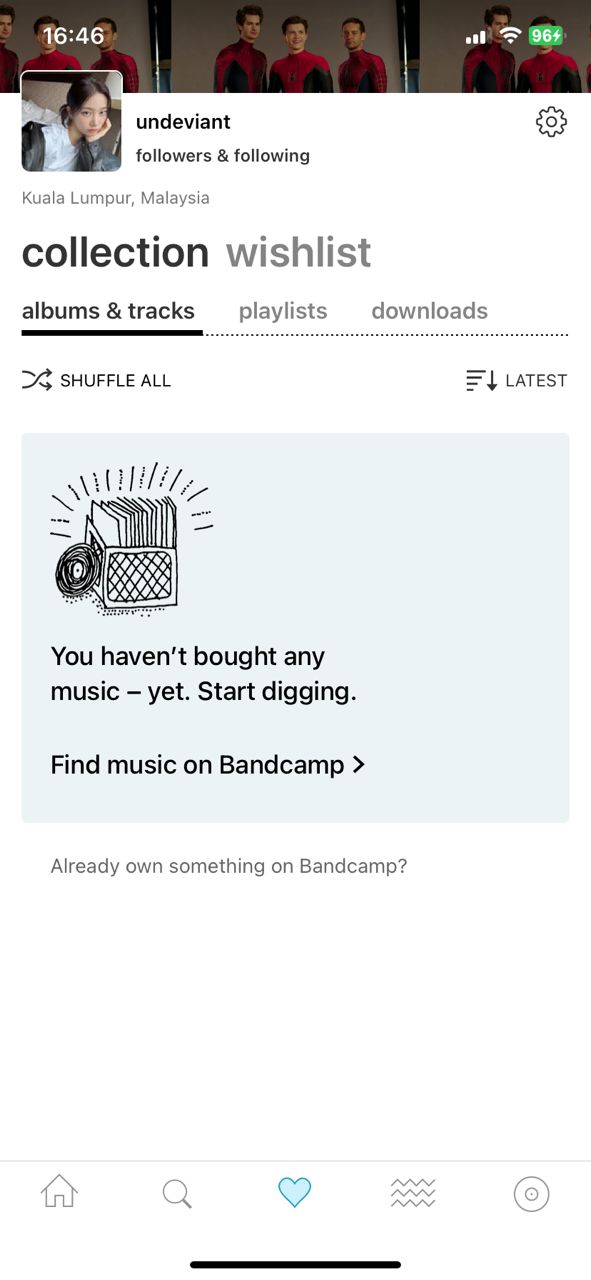 16:46
96
undeviant
followers & following
Kuala Lumpur, Malaysia
collection wishlist
albums & tracks playlists downloads
SHUFFLE ALL LATEST
You haven’t bought any
music – yet. Start digging.
Find music on Bandcamp >
Already own something on Bandcamp?